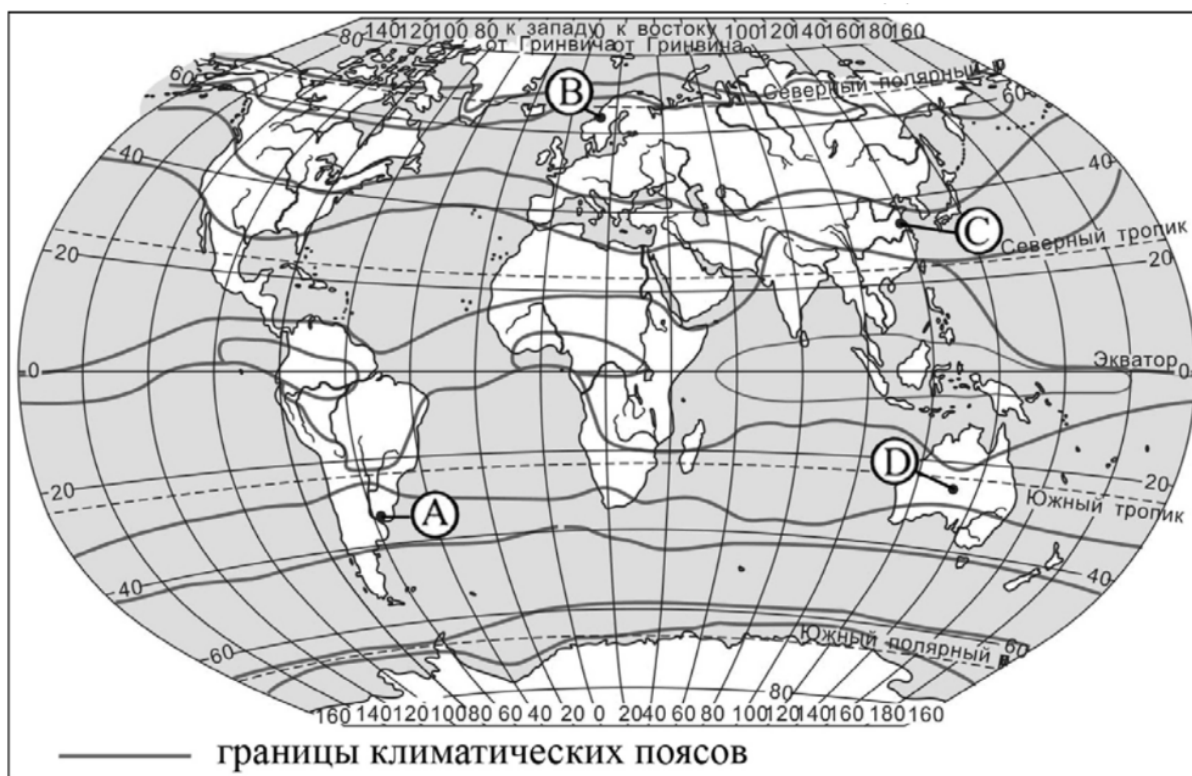 140 120 100 80 к западу 0 к востоку 100 120 140 160 180 160
80 от Гринвича от Гринвича
60
Северный полярный
60
B
40
40
C
Северный тропик
20
20
Экватор
0
0
D
20
20
Южный тропик
A
40
40
Южный полярный
60
60
80
160 140 120 100 80 60 40 20 0 20 40 60 80 100 120 140 160 180 160
границы климатических поясов